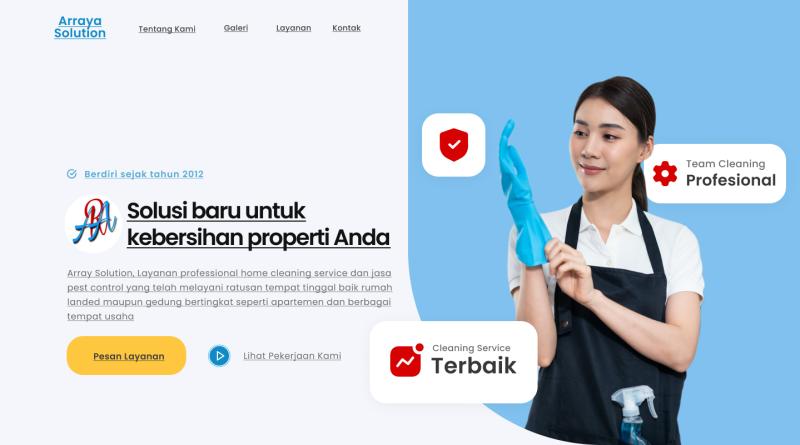 Arraya
Solution
Tentang Kami
Galeri
Layanan
Kontak
Berdiri sejak tahun 2012
Solusi baru untuk
kebersihan properti Anda
Array Solution, Layanan professional home cleaning service dan jasa
pest control yang telah melayani ratusan tempat tinggal baik rumah
landed maupun gedung bertingkat seperti apartemen dan berbagai
tempat usaha
Pesan Layanan
Lihat Pekerjaan Kami
Team Cleaning
Profesional
Cleaning Service
Terbaik